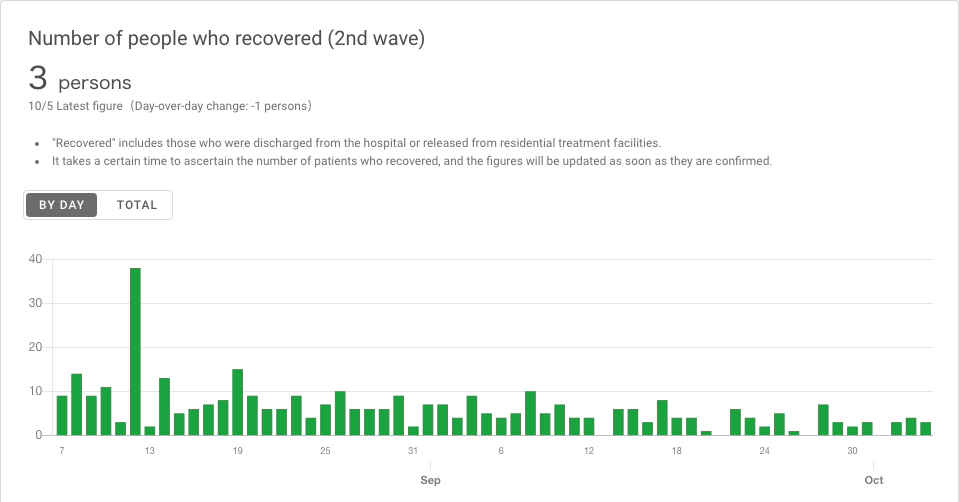 Number of people who recovered (2nd wave)
3 persons
10/5 Latest figure（Day-over-day change: -1 persons）
• "Recovered" includes those who were discharged from the hospital or released from residential treatment facilities.
• It takes a certain time to ascertain the number of patients who recovered, and the figures will be updated as soon as they are confirmed.
BY DAY TOTAL
40
30
20
10
0
7 13 19 25 31 6 12 18 24 30
Sep Oct